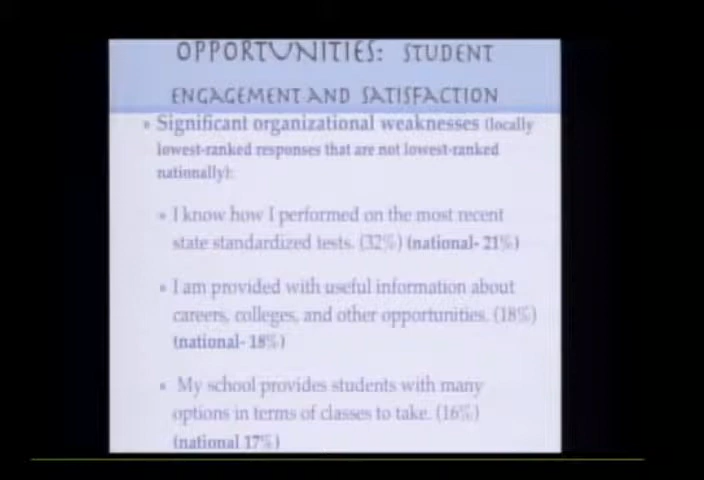 OPPORTUNITIES: STUDENT
ENGAGEMENT AND SATISFACTION
» Significant organizational weaknesses (locally
lowest-ranked responses that are not lowest-ranked
nationally):
» I know how I performed on the most recent
state standardized tests. (32%) (national- 21%)
» I am provided with useful information about
careers, colleges, and other opportunities. (18%)
(national- 18%)
» My school provides students with many
options in terms of classes to take. (16%)
(national 17%)